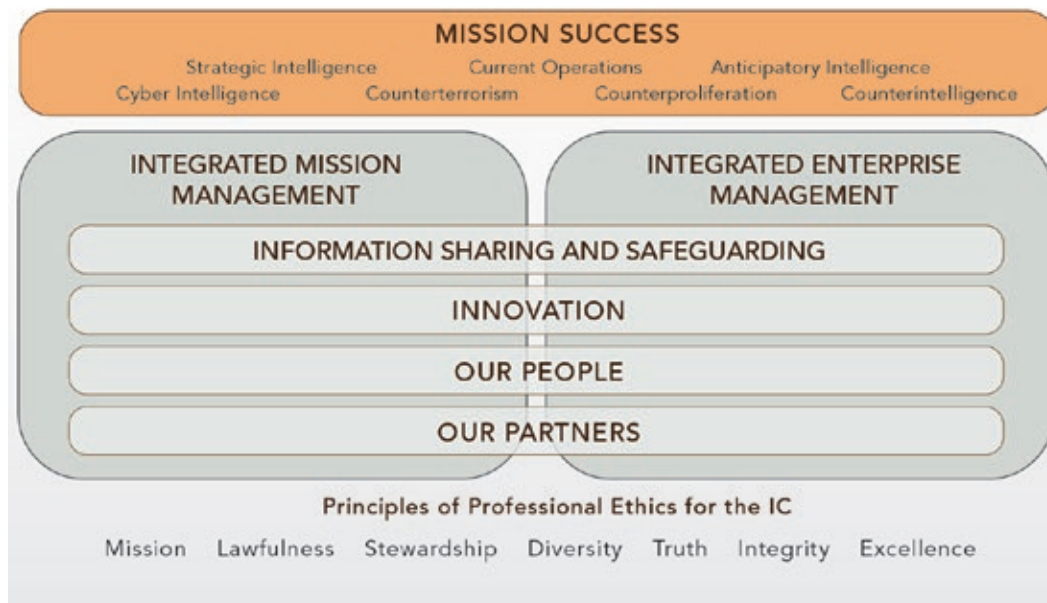 MISSION SUCCESS
Strategic Intelligence Current Operations Anticipatory Intelligence
Cyber Intelligence Counterterrorism Counterproliferation Counterintelligence
INTEGRATED MISSION
MANAGEMENT
INTEGRATED ENTERPRISE
MANAGEMENT
INFORMATION SHARING AND SAFEGUARDING
INNOVATION
OUR PEOPLE
OUR PARTNERS
Principles of Professional Ethics for the IC
Mission Lawfulness Stewardship Diversity Truth Integrity Excellence